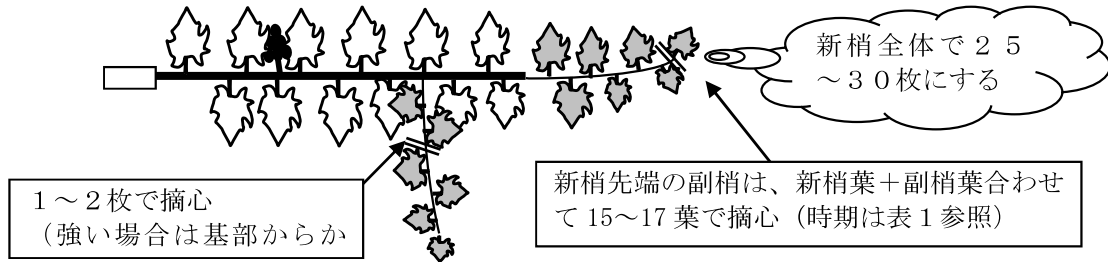 新梢全体で２５
～３０枚にする
１～２枚で摘心
（強い場合は基部からか
新梢先端の副梢は、新梢葉＋副梢葉合わせ
て 15～17 葉で摘心（時期は表１参照）